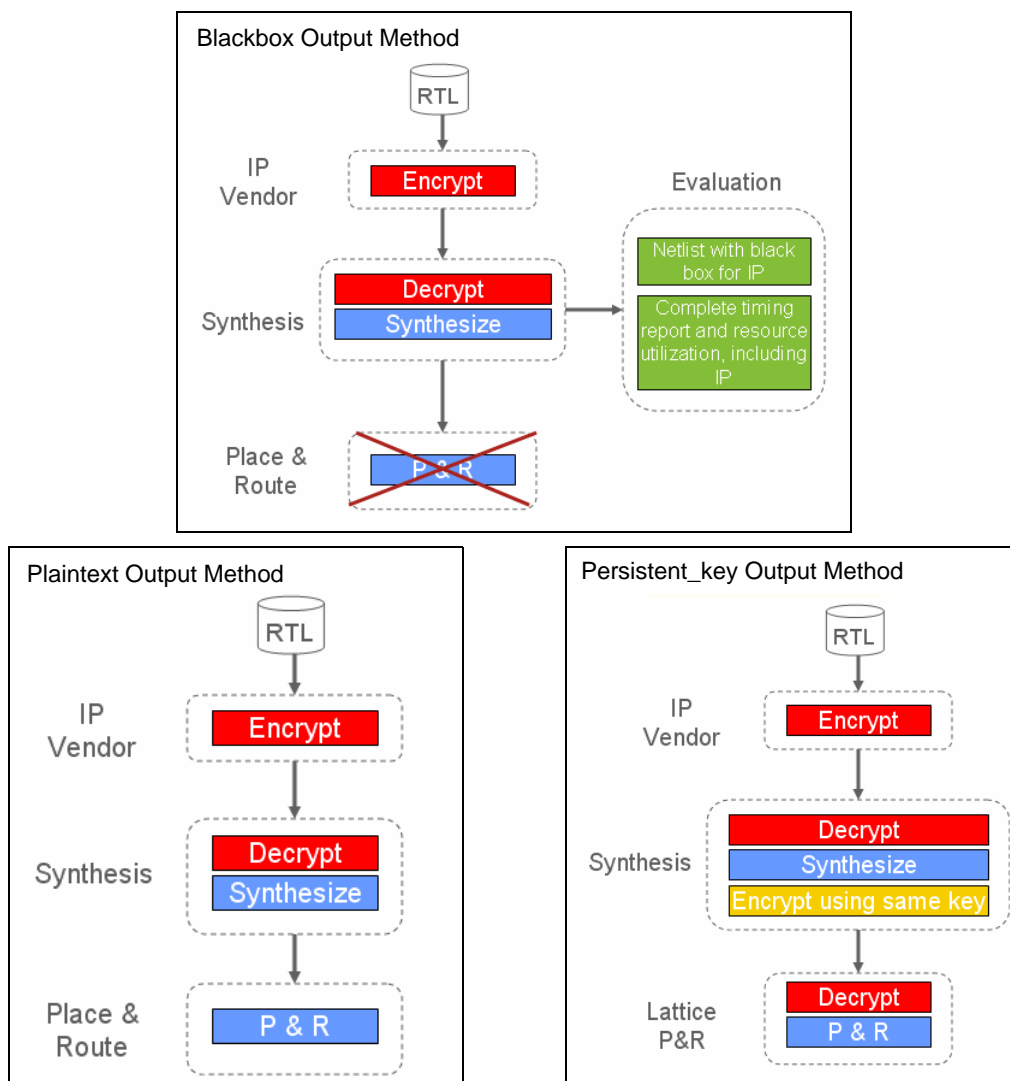 Blackbox Output Method
RTL
IP
Vendor
Encrypt
Evaluation
Netlist with black
box for IP
Synthesis
Decrypt
Synthesize
Complete timing
report and resource
utilization, including
IP
Place &
Route
P & R
Plaintext Output Method
RTL
IP
Vendor
Encrypt
Synthesis
Decrypt
Synthesize
Place &
Route
P & R
Persistent_key Output Method
RTL
IP
Vendor
Encrypt
Synthesis
Decrypt
Synthesize
Encrypt using same key
Lattice
P&R
Decrypt
P & R